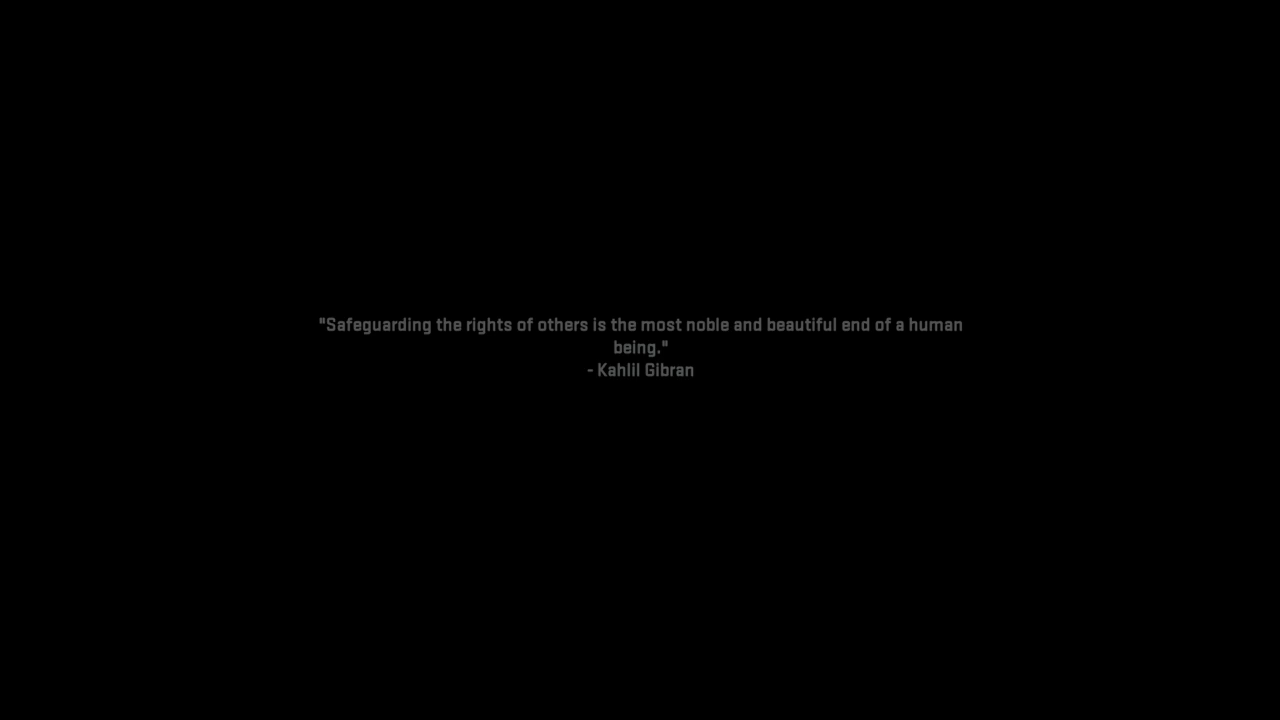 "Safeguarding the rights of others is the most noble and beautiful end of a human
being."
- Kahlil Gibran